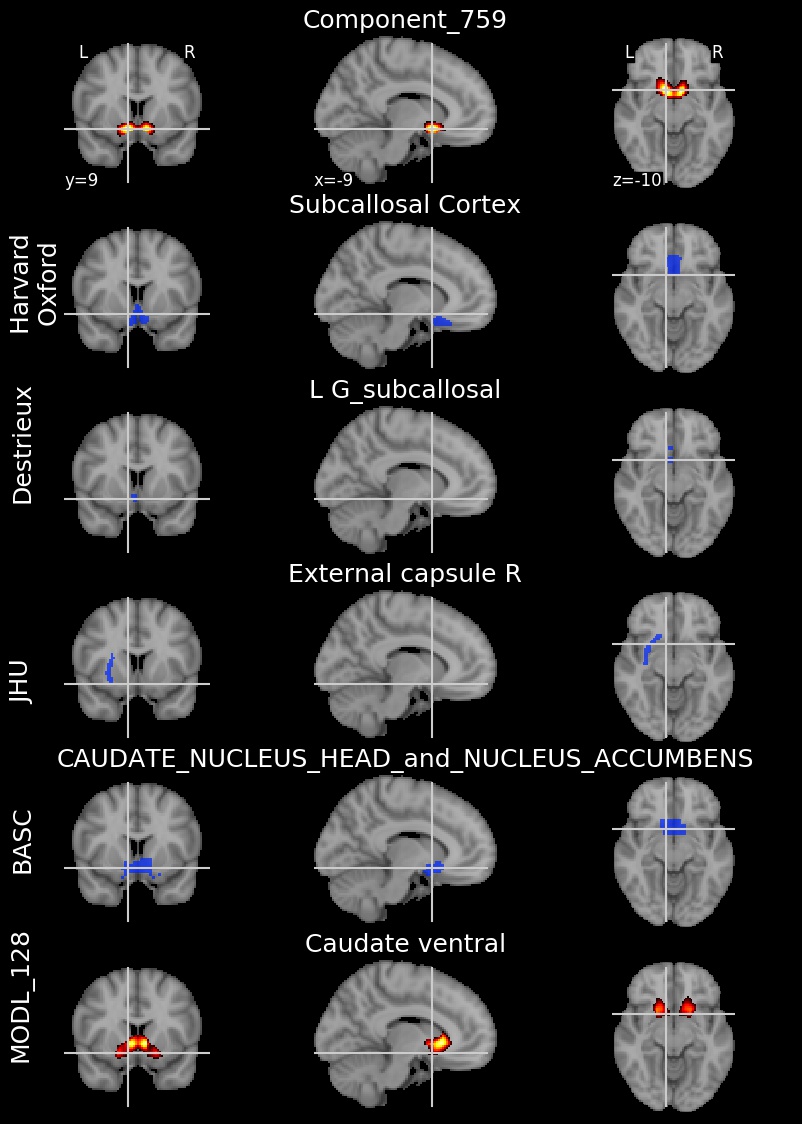 Component_759
L R L R
y=9 x=-9 z=-10
Subcallosal Cortex
Harvard
Oxford
L G_subcallosal
Destrieux
External capsule R
JHU
CAUDATE_NUCLEUS_HEAD_and_NUCLEUS_ACCUMBENS
BASC
Caudate ventral
MODL_128